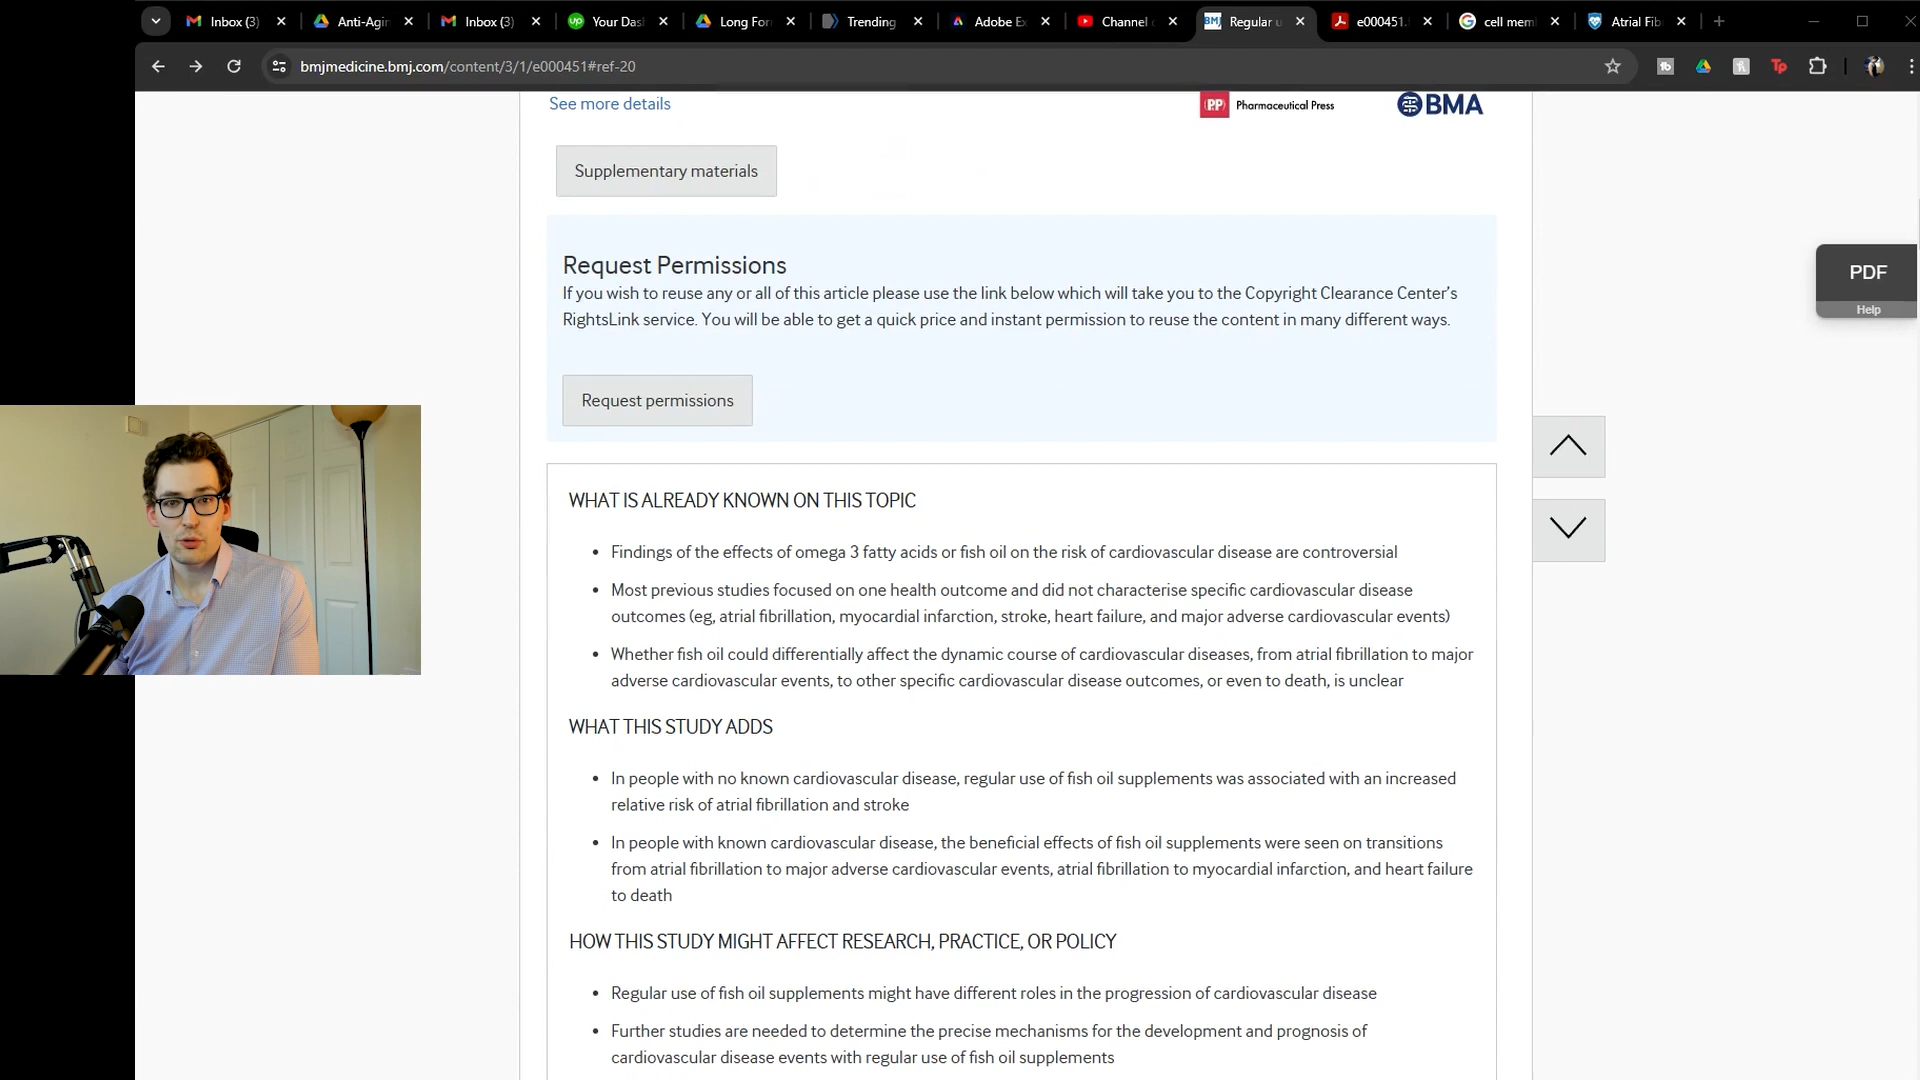 Inbox (3)
Anti-Agin
Inbox (3)
Up
Your Das
Long For
Trending
Adobe Ex
Channel
BMJ
Regular u
e000451.
cell mem
Atrial Fib
bmjmedicine.bmj.com/content/3/1/e000451#ref-20
See more details
PP Pharmaceutical Press
BMA
Supplementary materials
Request Permissions
If you wish to reuse any or all of this article please use the link below which will take you to the Copyright Clearance Center’s
RightsLink service. You will be able to get a quick price and instant permission to reuse the content in many different ways.
Request permissions
PDF
Help
WHAT IS ALREADY KNOWN ON THIS TOPIC
• Findings of the effects of omega 3 fatty acids or fish oil on the risk of cardiovascular disease are controversial
• Most previous studies focused on one health outcome and did not characterise specific cardiovascular disease
outcomes (eg, atrial fibrillation, myocardial infarction, stroke, heart failure, and major adverse cardiovascular events)
• Whether fish oil could differentially affect the dynamic course of cardiovascular diseases, from atrial fibrillation to major
adverse cardiovascular events, to other specific cardiovascular disease outcomes, or even to death, is unclear
WHAT THIS STUDY ADDS
• In people with no known cardiovascular disease, regular use of fish oil supplements was associated with an increased
relative risk of atrial fibrillation and stroke
• In people with known cardiovascular disease, the beneficial effects of fish oil supplements were seen on transitions
from atrial fibrillation to major adverse cardiovascular events, atrial fibrillation to myocardial infarction, and heart failure
to death
HOW THIS STUDY MIGHT AFFECT RESEARCH, PRACTICE, OR POLICY
• Regular use of fish oil supplements might have different roles in the progression of cardiovascular disease
• Further studies are needed to determine the precise mechanisms for the development and prognosis of
cardiovascular disease events with regular use of fish oil supplements